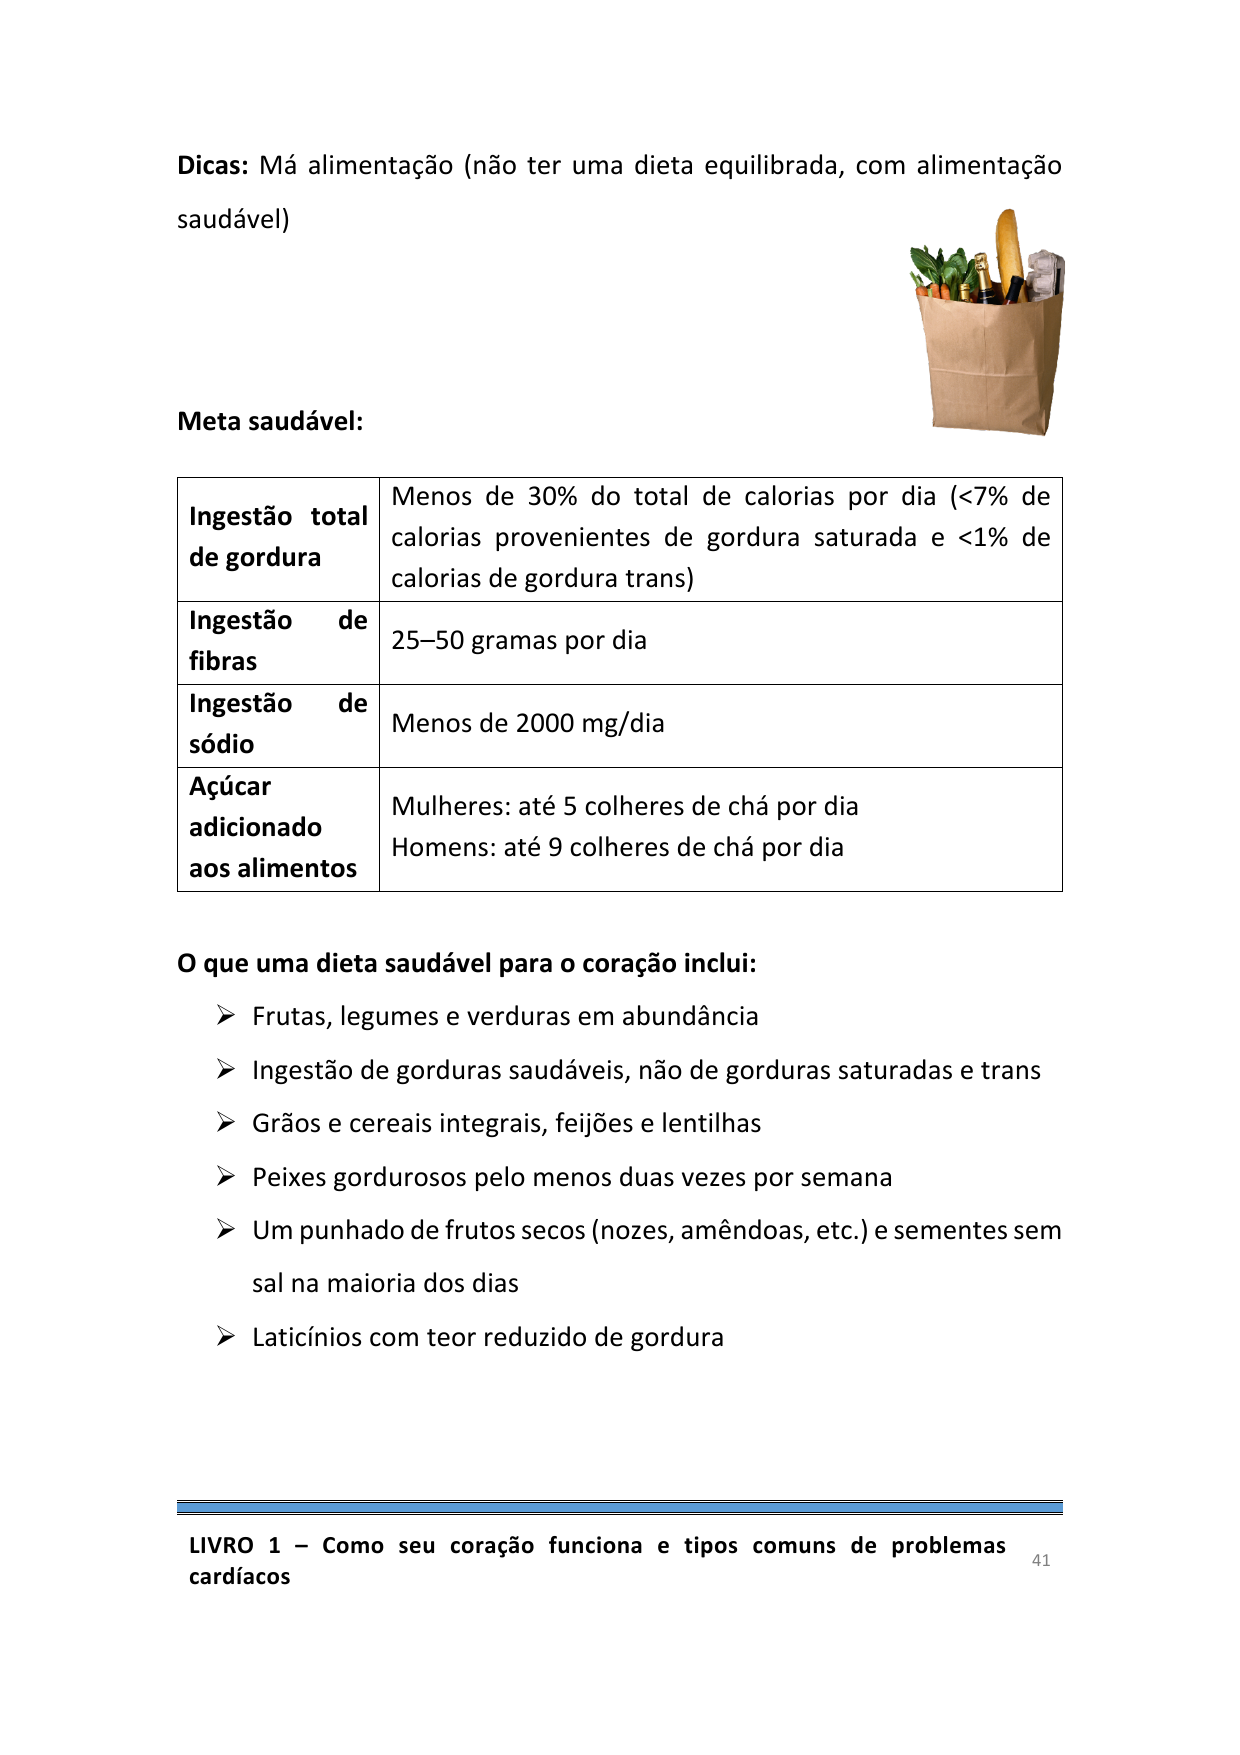 Dicas: Má alimentação (não ter uma dieta equilibrada, com alimentação
saudável)
Meta saudável:
Ingestão total
de gordura
Menos de 30% do total de calorias por dia (<7% de
calorias provenientes de gordura saturada e <1% de
calorias de gordura trans)
Ingestão de
fibras
25–50 gramas por dia
Ingestão de
sódio
Menos de 2000 mg/dia
Açúcar
adicionado
aos alimentos
Mulheres: até 5 colheres de chá por dia
Homens: até 9 colheres de chá por dia
O que uma dieta saudável para o coração inclui:
➢ Frutas, legumes e verduras em abundância
➢ Ingestão de gorduras saudáveis, não de gorduras saturadas e trans
➢ Grãos e cereais integrais, feijões e lentilhas
➢ Peixes gordurosos pelo menos duas vezes por semana
➢ Um punhado de frutos secos (nozes, amêndoas, etc.) e sementes sem
sal na maioria dos dias
➢ Laticínios com teor reduzido de gordura
LIVRO 1 – Como seu coração funciona e tipos comuns de problemas
cardíacos
41